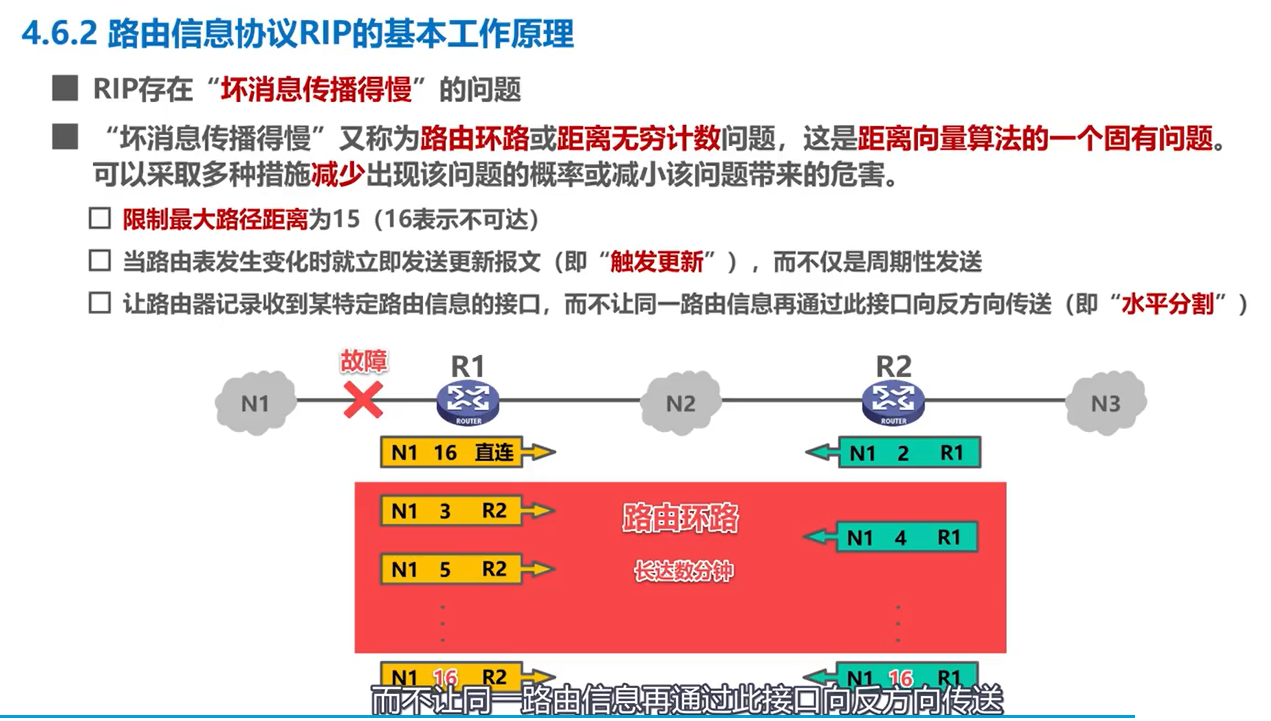 4.6.2 路由信息协议RIP的基本工作原理
RIP存在“坏消息传播得慢”的问题
“坏消息传播得慢”又称为路由环路或距离无穷计数问题，这是距离向量算法的一个固有问题。
可以采取多种措施减少出现该问题的概率或减小该问题带来的危害。
限制最大路径距离为15（16表示不可达）
当路由表发生变化时就立即发送更新报文（即“触发更新”），而不仅是周期性发送
让路由器记录收到某特定路由信息的接口，而不让同一路由信息再通过此接口向反方向传送（即“水平分割”）
故障
R1
R2
N1
ROUTER
N2
ROUTER
N3
N1 16 直连
N1 2 R1
N1 3 R2
路由环路
N1 4 R1
N1 5 R2
长达数分钟
N1 16 R2
N1 16 R1
而不让同一路由信息再通过此接口向反方向传送